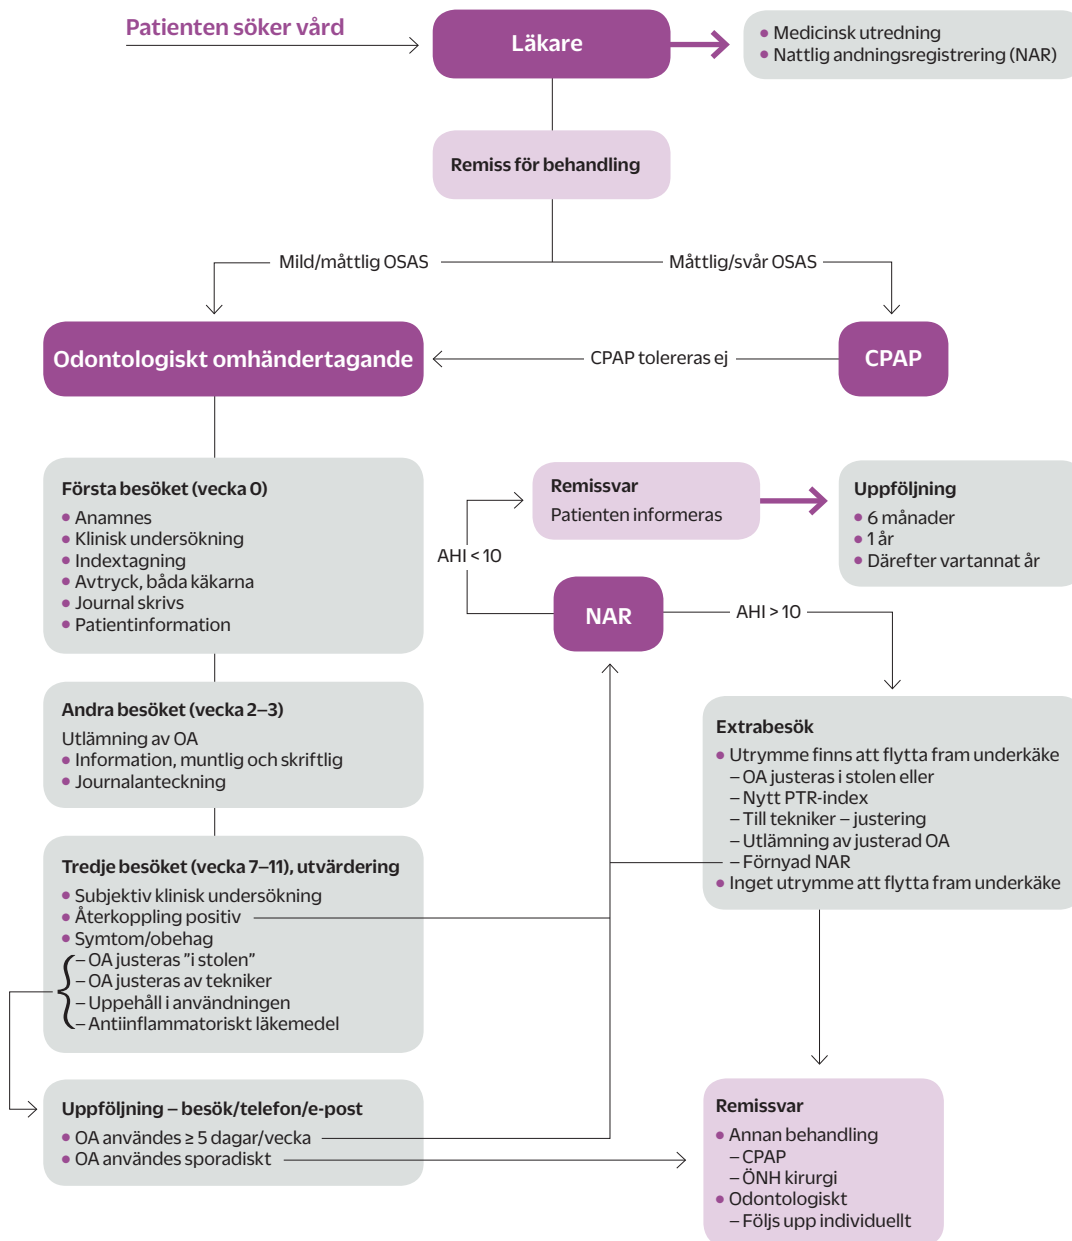 Patienten söker vård
Läkare
• Medicinsk utredning
• Nattlig andningsregistrering (NAR)
Remiss för behandling
Mild/måttlig OSAS
Måttlig/svår OSAS
Odontologiskt omhändertagande
CPAP tolereras ej
CPAP
Första besöket (vecka 0)
• Anamnes
• Klinisk undersökning
• Indextagning
• Avtryck, båda käkarna
• Journal skrivs
• Patientinformation
Remissvar
Patienten informeras
Uppföljning
• 6 månader
• 1 år
• Därefter vartannat år
AHI < 10
NAR
AHI > 10
Andra besöket (vecka 2–3)
Utlämning av OA
• Information, muntlig och skriftlig
• Journalanteckning
Extrabesök
• Utrymme finns att flytta fram underkäke
– OA justeras i stolen eller
– Nytt PTR-index
– Till tekniker – justering
– Utlämning av justerad OA
– Förnyad NAR
• Inget utrymme att flytta fram underkäke
Tredje besöket (vecka 7–11), utvärdering
• Subjektiv klinisk undersökning
• Återkoppling positiv
• Symtom/obehag
– OA justeras ”i stolen”
– OA justeras av tekniker
– Uppehåll i användningen
– Antiinflammatoriskt läkemedel
Uppföljning – besök/telefon/e-post
• OA användes ≥ 5 dagar/vecka
• OA användes sporadiskt
Remissvar
• Annan behandling
– CPAP
– ÖNH kirurgi
• Odontologiskt
– Följs upp individuellt